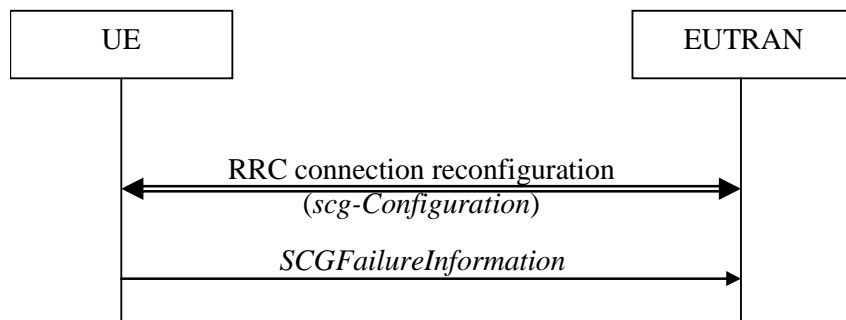 UE
EUTRAN
RRC connection reconfiguration
(scg-Configuration)
SCGFailureInformation